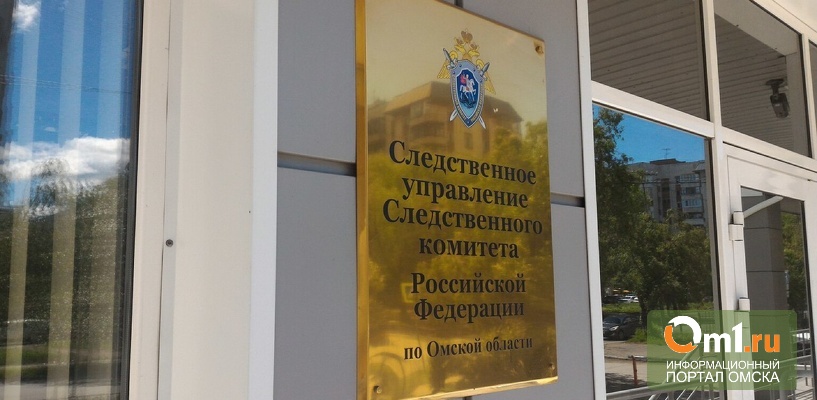 Следственное
управление
Следственного
комитета
Российской
Федерации
по Омской области
Om1.ru
ИНФОРМАЦИОННЫЙ
ПОРТАЛ ОМСКА